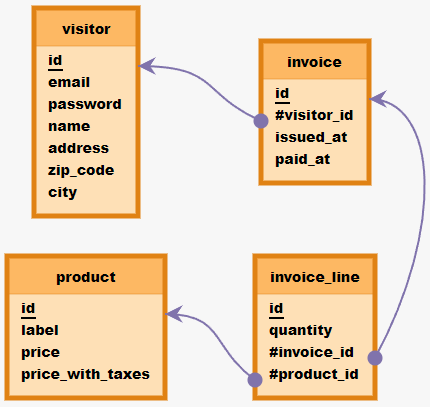 visitor
id
email
password
name
address
zip_code
city
invoice
id
#visitor_id
issued_at
paid_at
product
id
label
price
price_with_taxes
invoice_line
id
quantity
#invoice_id
#product_id